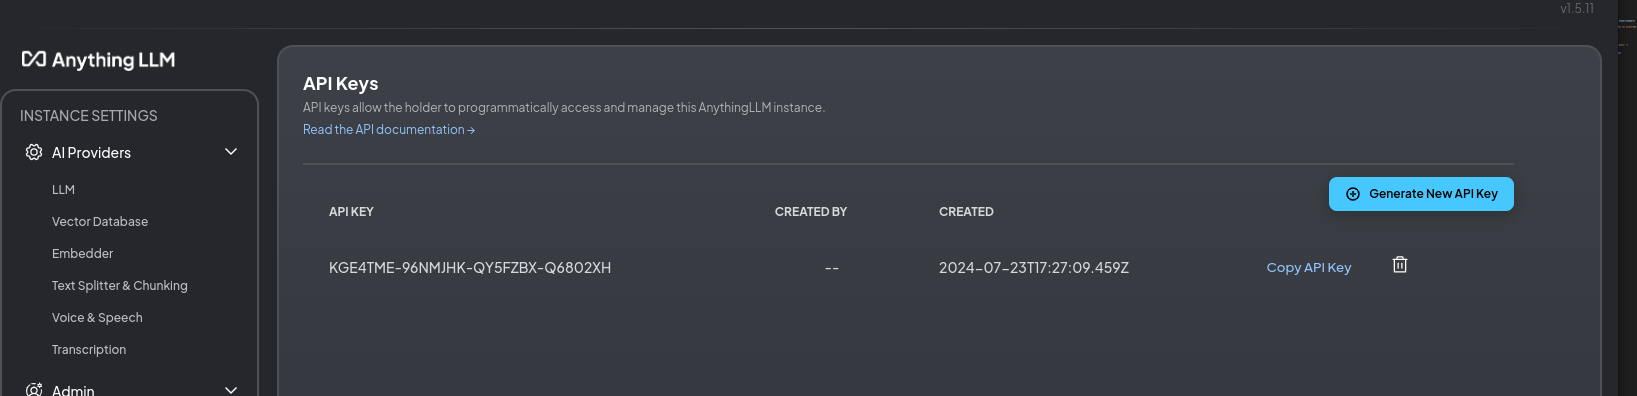 v1.5.11
Anything LLM
INSTANCE SETTINGS
AI Providers
LLM
Vector Database
Embedder
Text Splitter & Chunking
Voice & Speech
Transcription
Admin
API Keys
API keys allow the holder to programmatically access and manage this AnythingLLM instance.
Read the API documentation →
Generate New API Key
API KEY CREATED BY CREATED
KGE4TME-96NMJHK-QY5FZBX-Q6802XH -- 2024-07-23T17:27:09.459Z Copy API Key